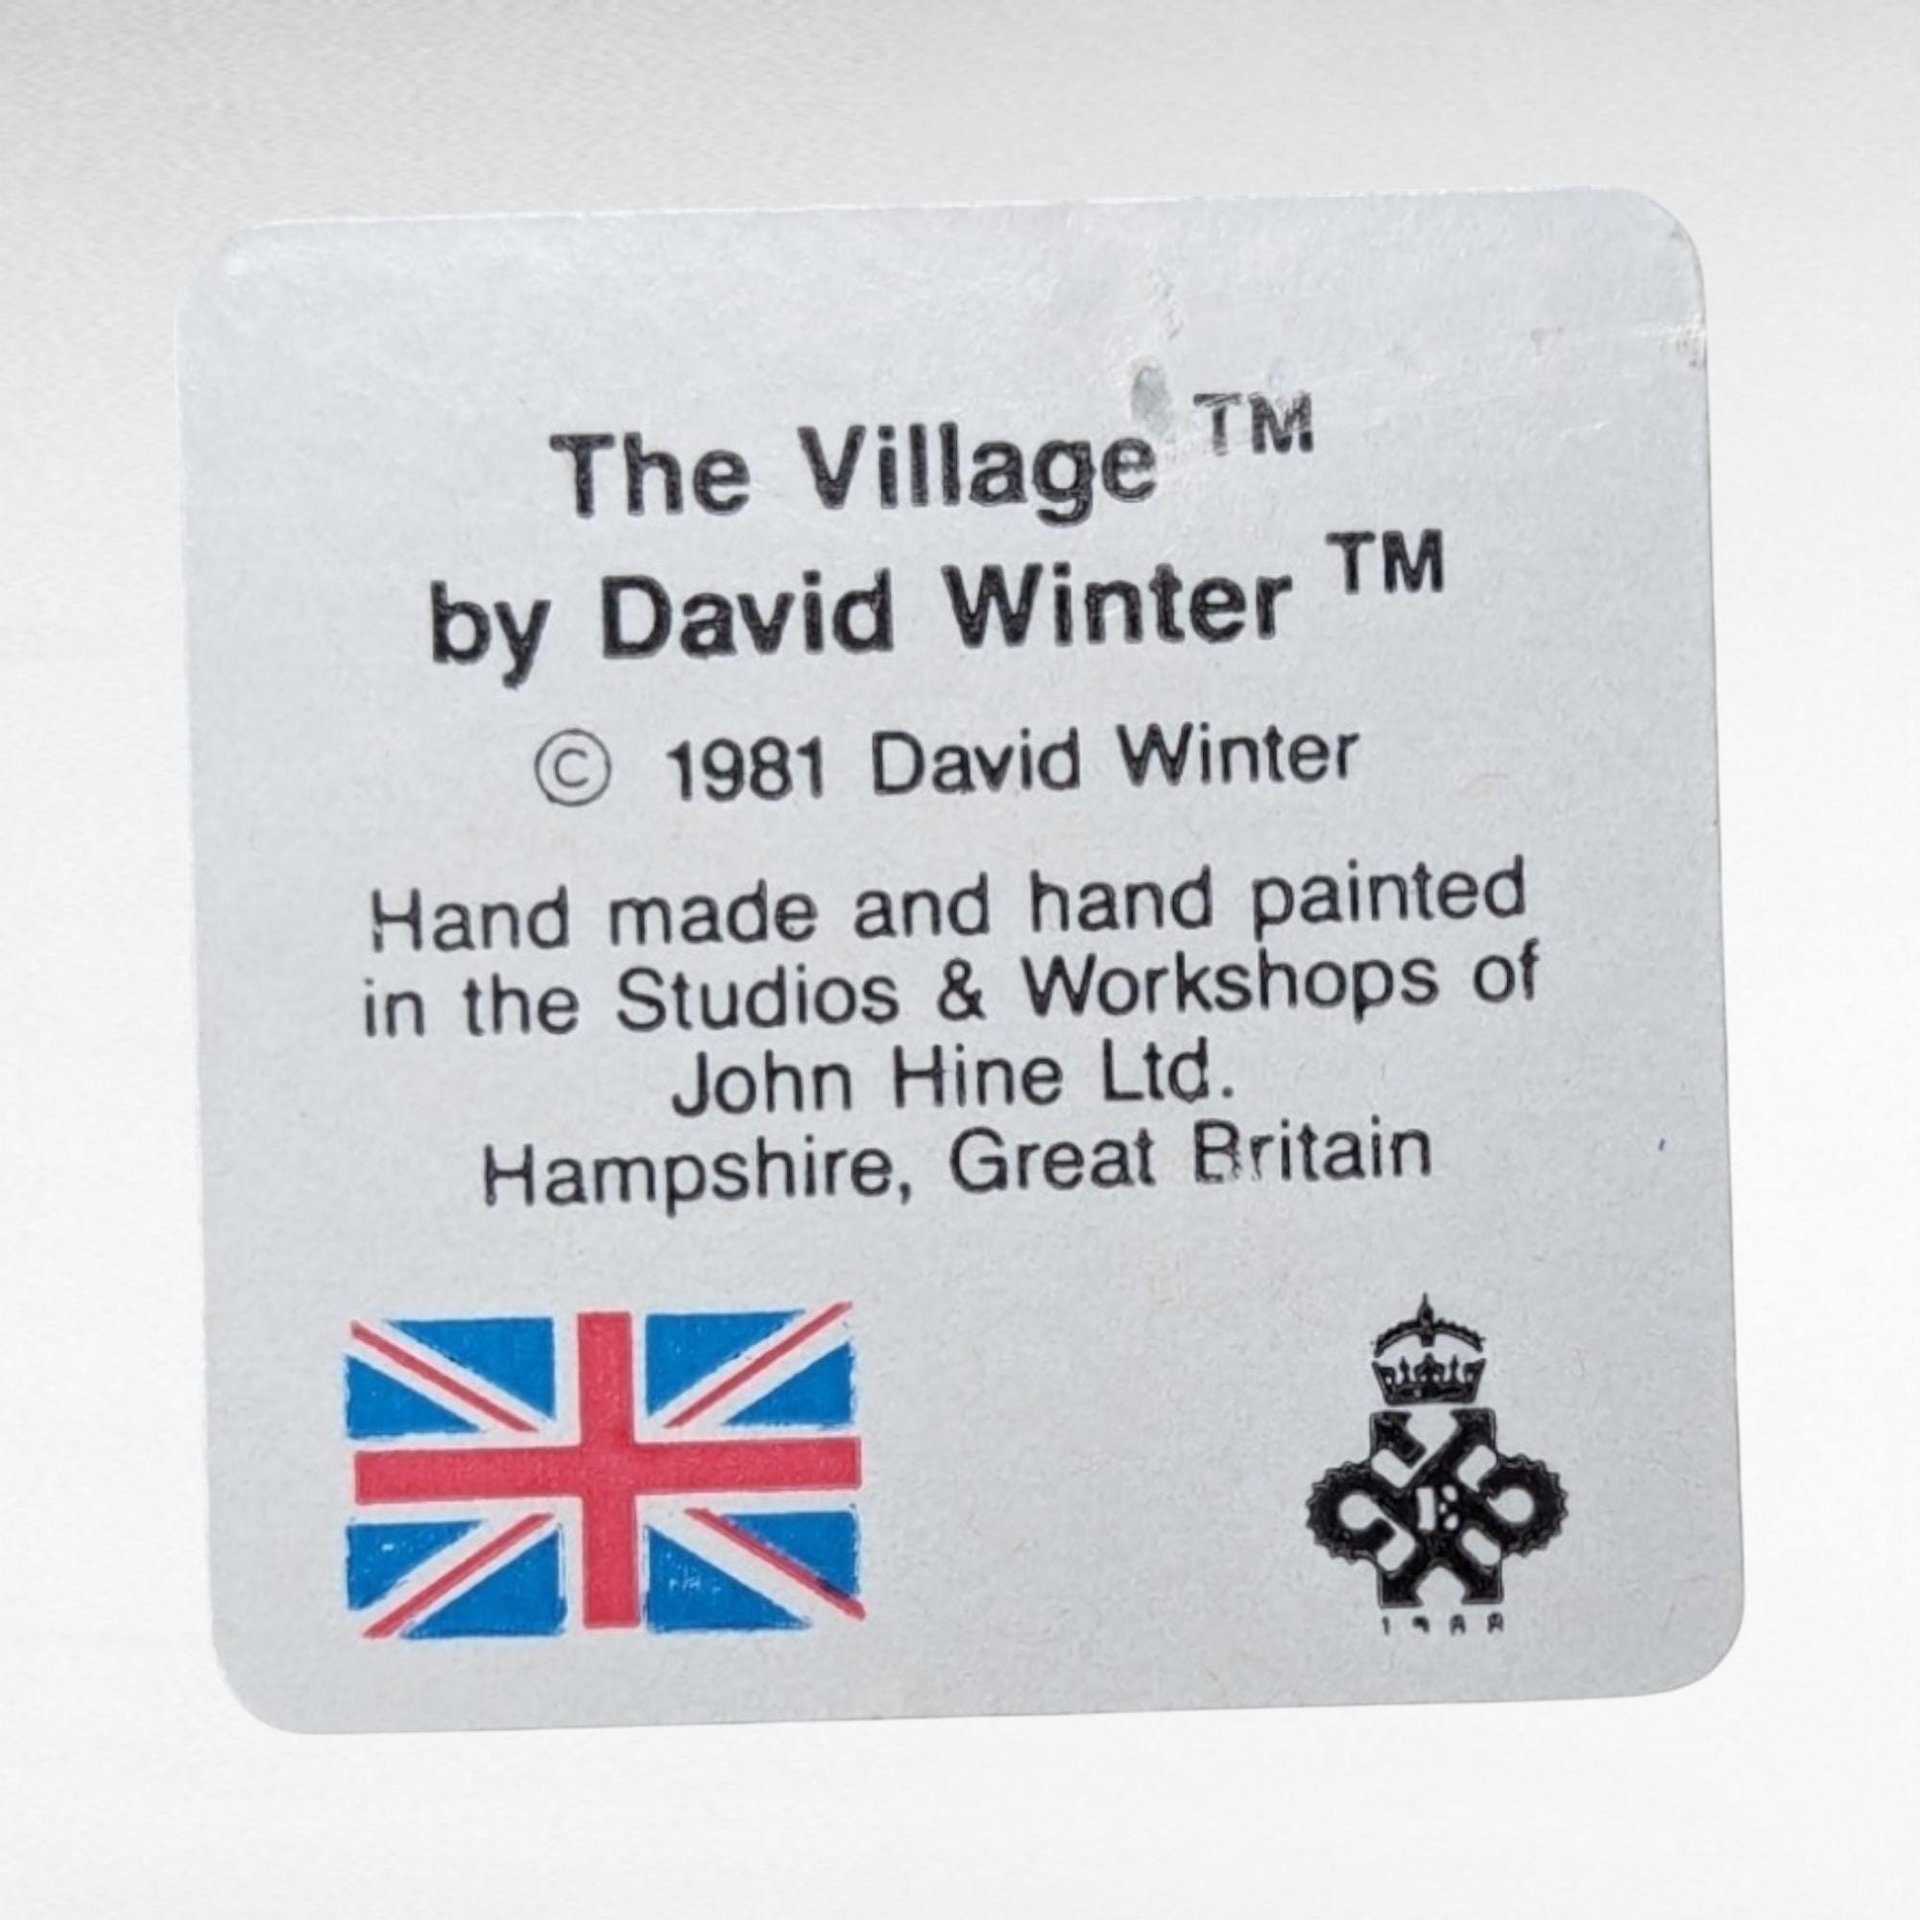 The Village ™
by David Winter ™
© 1981 David Winter
Hand made and hand painted
in the Studios & Workshops of
John Hine Ltd.
Hampshire, Great Britain
1988